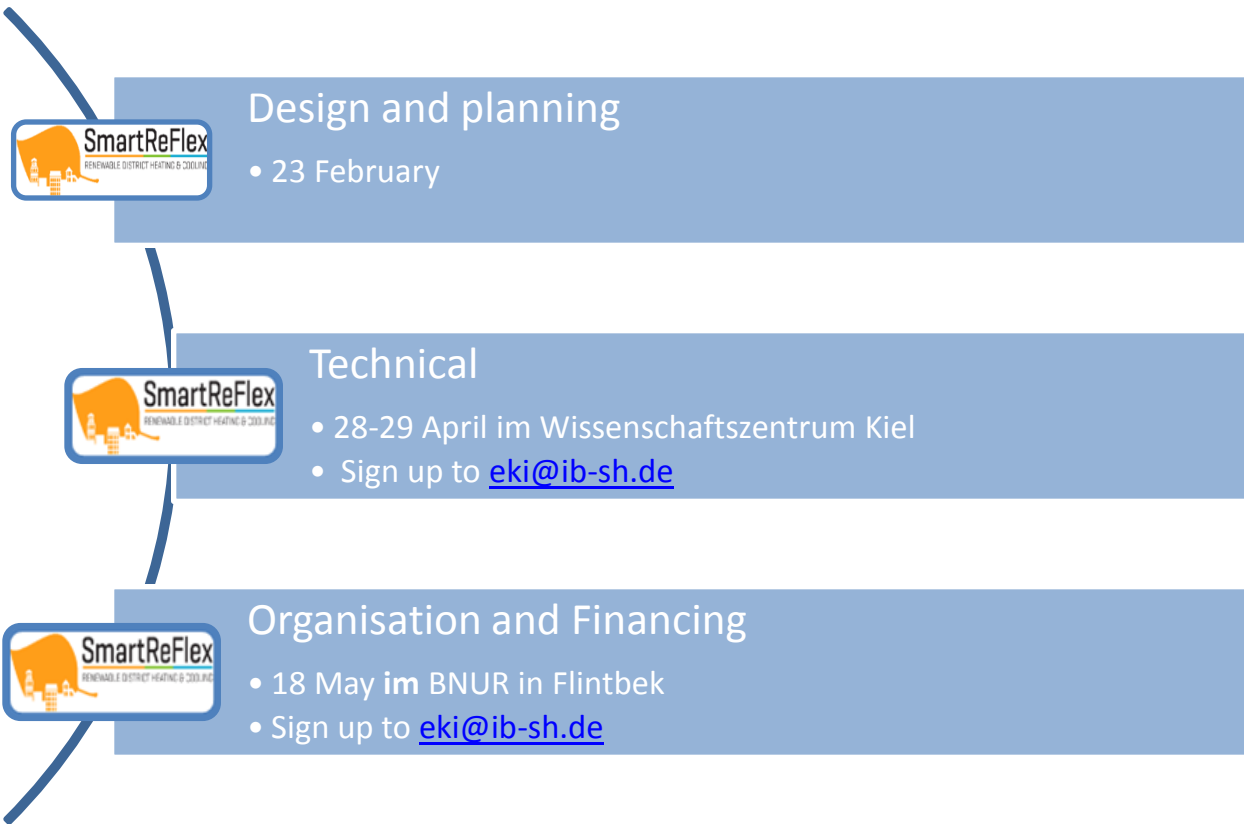 SmartReFlex
RENEWABLE DISTRICT HEATING & COOLING
Design and planning
• 23 February
SmartReFlex
RENEWABLE DISTRICT HEATING & COOLING
Technical
• 28-29 April im Wissenschaftszentrum Kiel
• Sign up to eki@ib-sh.de
SmartReFlex
RENEWABLE DISTRICT HEATING & COOLING
Organisation and Financing
• 18 May im BNUR in Flintbek
• Sign up to eki@ib-sh.de